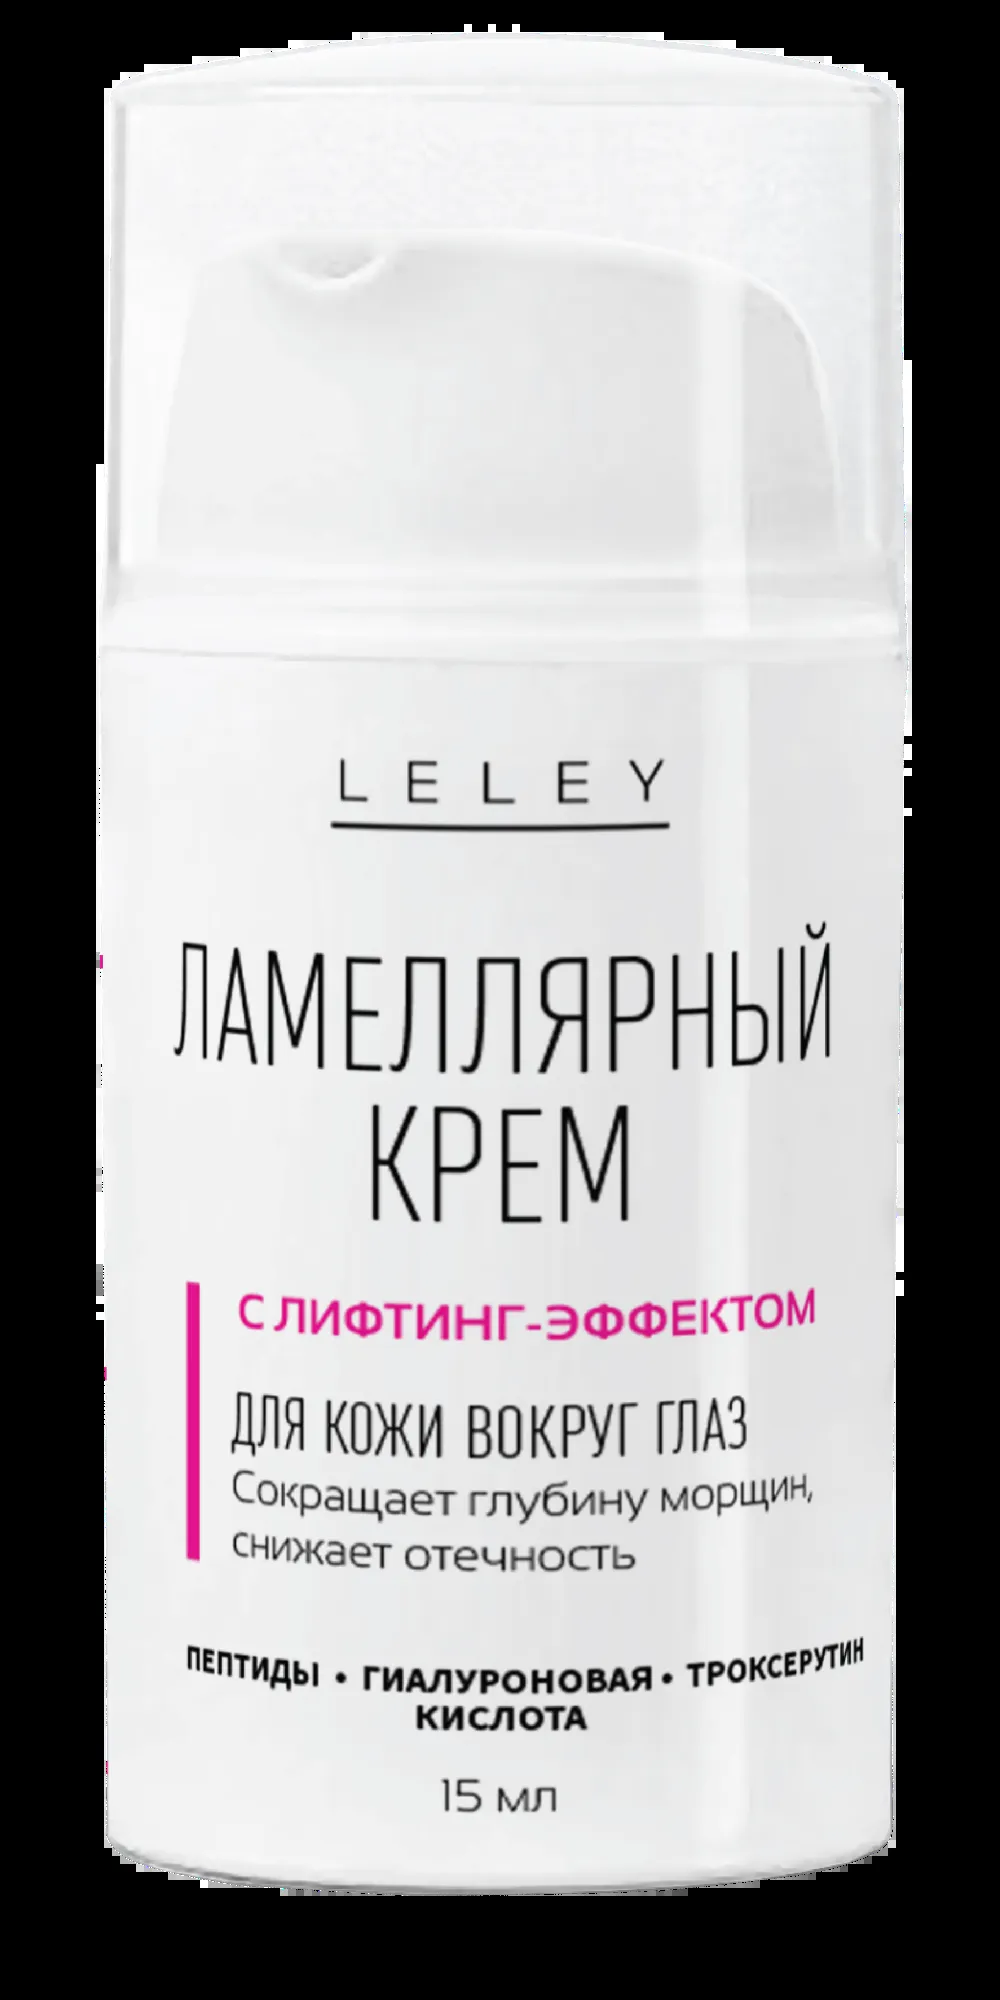 LELEY
ЛАМЕЛЛЯРНЫЙ
КРЕМ
С ЛИФТИНГ-ЭФФЕКТОМ
ДЛЯ КОЖИ ВОКРУГ ГЛАЗ
Сокращает глубину морщин,
снижает отечность
ПЕПТИДЫ • ГИАЛУРОНОВАЯ • ТРОКСЕРУТИН
КИСЛОТА
15 мл